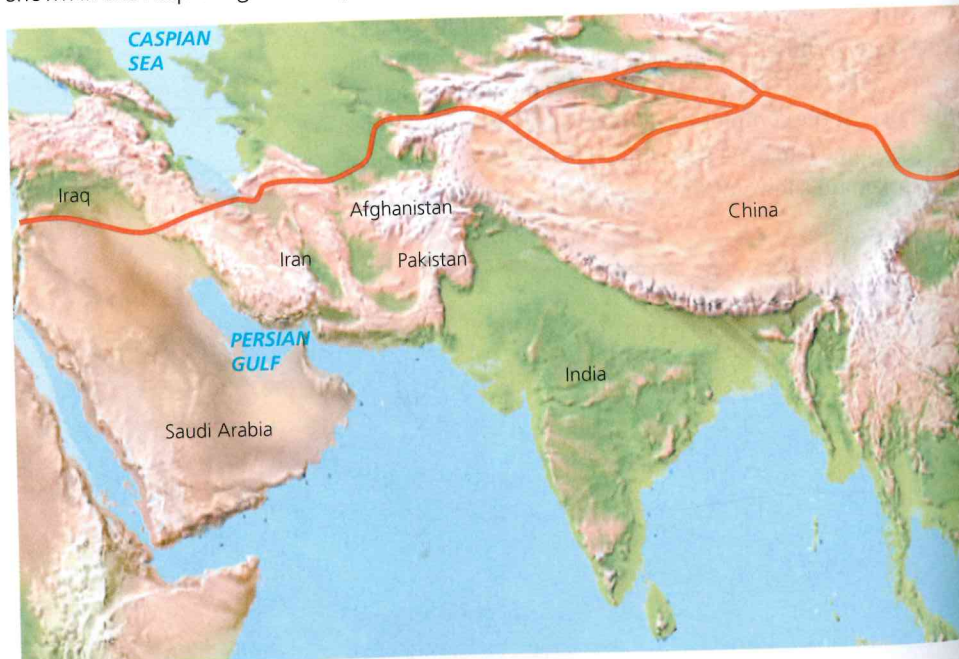 CASPIAN
SEA
Iraq
Afghanistan
China
Iran
Pakistan
PERSIAN
GULF
India
Saudi Arabia